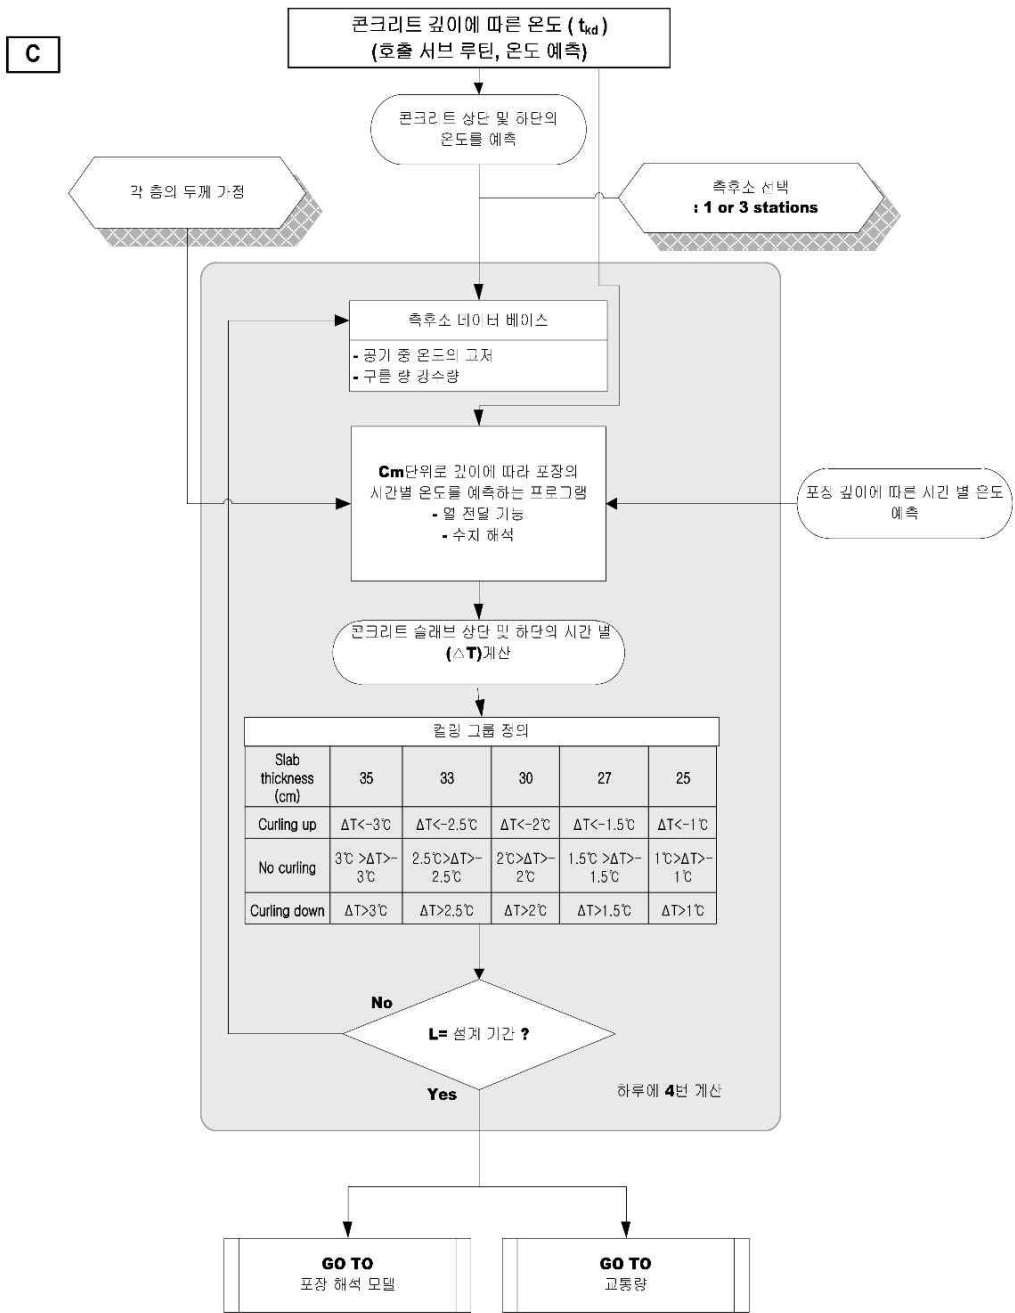 C
콘크리트 깊이에 따른 온도 ( tkd )
(호출 서브 루틴, 온도 예측)
콘크리트 상단 및 하단의
온도를 예측
각 층의 두께 가정
측후소 선택
: 1 or 3 stations
측후소 데이터 베이스
- 공기 중 온도의 고저
- 구름 량 강수량
Cm단위로 깊이에 따라 포장의
시간별 온도를 예측하는 프로그램
- 열 전달 기능
- 수치 해석
포장 깊이에 따른 시간 별 온도
예측
콘크리트 슬래브 상단 및 하단의 시간 별
(△T)계산
컬링 그룹 정의
Slab
thickness
(cm)
35
33
30
27
25
Curling up
ΔT<-3℃
ΔT<-2.5℃
ΔT<-2℃
ΔT<-1.5℃
ΔT<-1℃
No curling
3℃ >ΔT>-
3℃
2.5℃>ΔT>-
2.5℃
2℃>ΔT>-
2℃
1.5℃ >ΔT>-
1.5℃
1℃>ΔT>-
1℃
Curling down
ΔT>3℃
ΔT>2.5℃
ΔT>2℃
ΔT>1.5℃
ΔT>1℃
No
L= 설계 기간 ?
Yes
하루에 4번 계산
GO TO
포장 해석 모델
GO TO
교통량